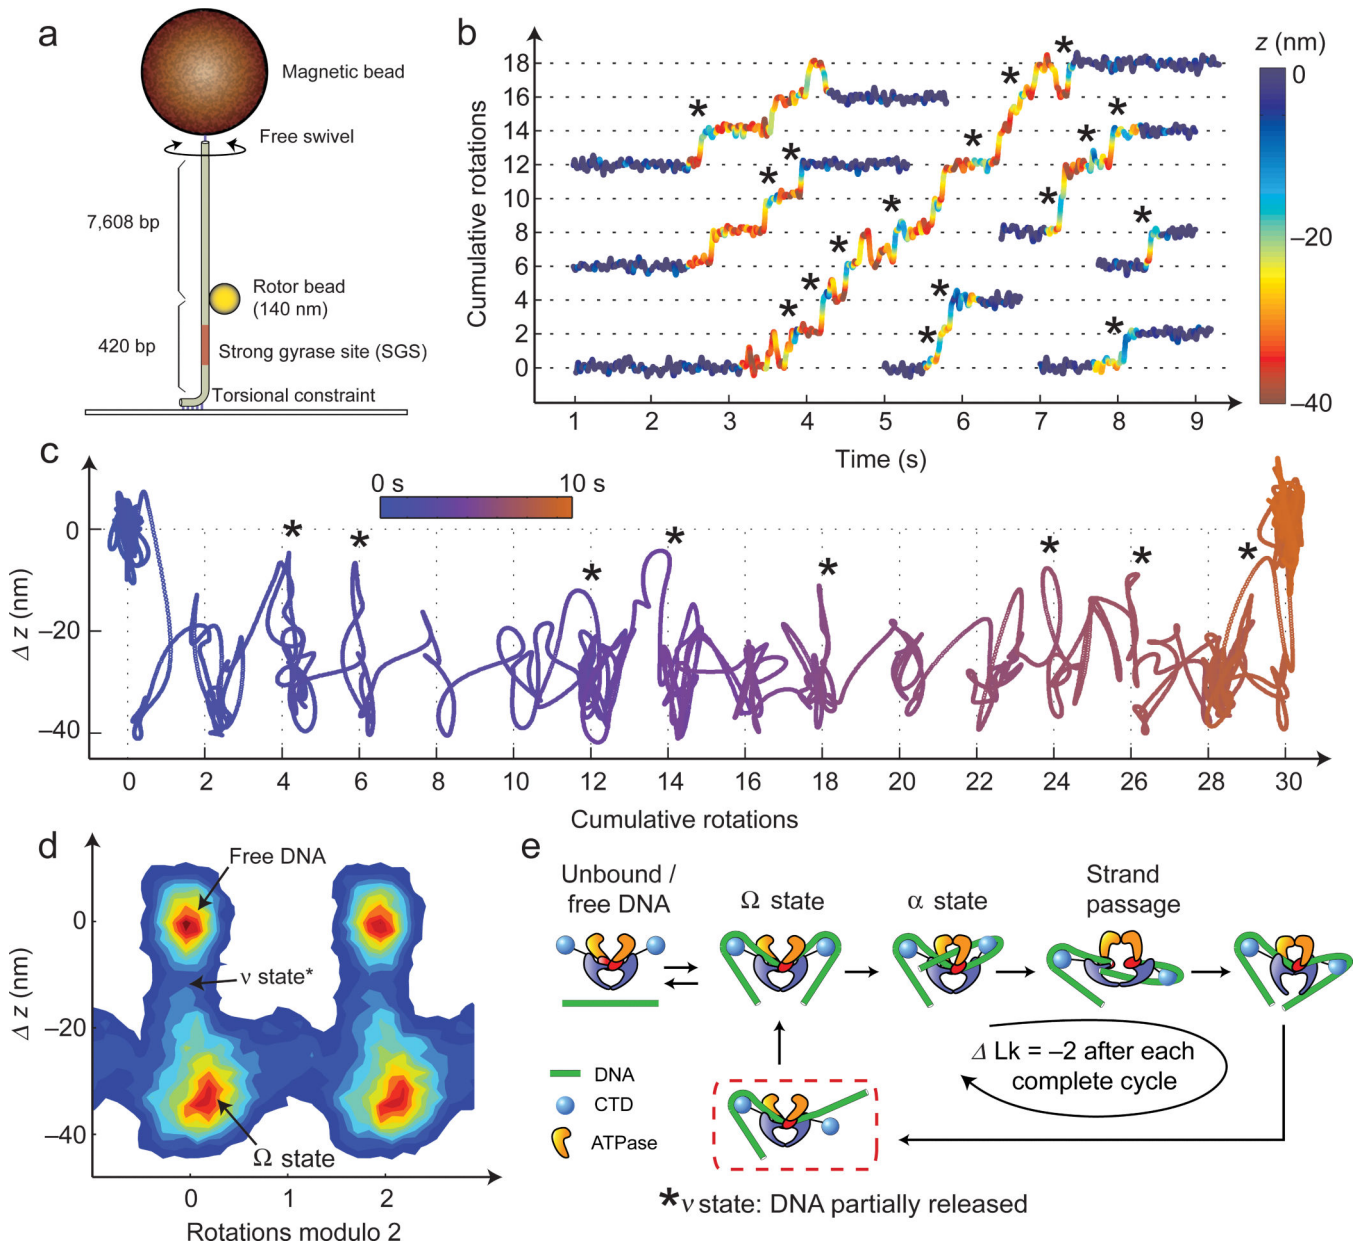 a
Magnetic bead
Free swivel
7,608 bp
Rotor bead
(140 nm)
420 bp
Strong gyrase site (SGS)
Torsional constraint
b
Cumulative rotations
18
16
14
12
10
8
6
4
2
0
* * * * * * * * * * * * * * * * *
1 2 3 4 5 6 7 8 9
Time (s)
z (nm)
0
–20
–40
c
0 s 10 s
Δ z (nm)
0
–20
–40
* * * * * * * *
0 2 4 6 8 10 12 14 16 18 20 22 24 26 28 30
Cumulative rotations
d
Δ z (nm)
0
–20
–40
Free DNA
ν state*
Ω state
0 1 2
Rotations modulo 2
e
Unbound /
free DNA
Ω state
α state
Strand
passage
Δ Lk = –2 after each
complete cycle
DNA
CTD
ATPase
*ν state: DNA partially released